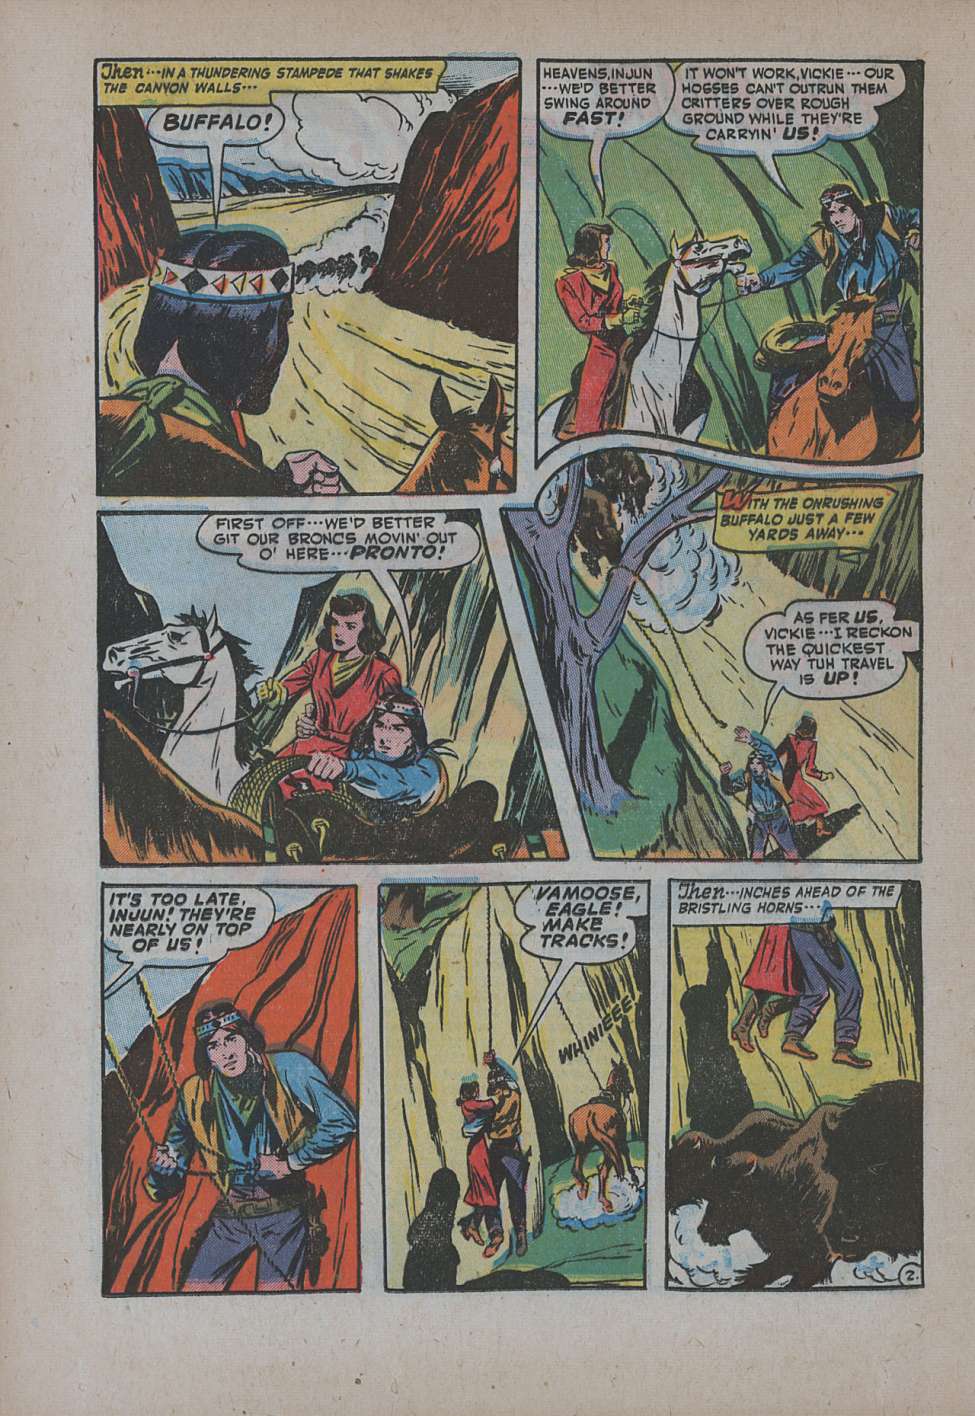 Then---IN A THUNDERING STAMPEDE THAT SHAKES
THE CANYON WALLS---
BUFFALO!
HEAVENS, INJUN
---WE'D BETTER
SWING AROUND
FAST!
IT WON'T WORK, VICKIE---OUR
HOSSES CAN'T OUTRUN THEM
CRITTERS OVER ROUGH
GROUND WHILE THEY'RE
CARRYIN' US!
FIRST OFF---WE'D BETTER
GIT OUR BRONCS MOVIN' OUT
O' HERE---PRONTO!
WITH THE ONRUSHING
BUFFALO JUST A FEW
YARDS AWAY---
AS FER US,
VICKIE---I RECKON
THE QUICKEST
WAY TUH TRAVEL
IS UP!
IT'S TOO LATE,
INJUN! THEY'RE
NEARLY ON TOP
OF US!
VAMOOSE,
EAGLE!
MAKE
TRACKS!
WHINIEEE
Then---INCHES AHEAD OF THE
BRISTLING HORNS---
2.